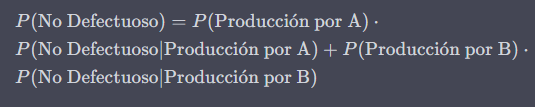 P(No Defectuoso) = P(Producción por A) ·
P(No Defectuoso|Producción por A) + P(Producción por B) ·
P(No Defectuoso|Producción por B)